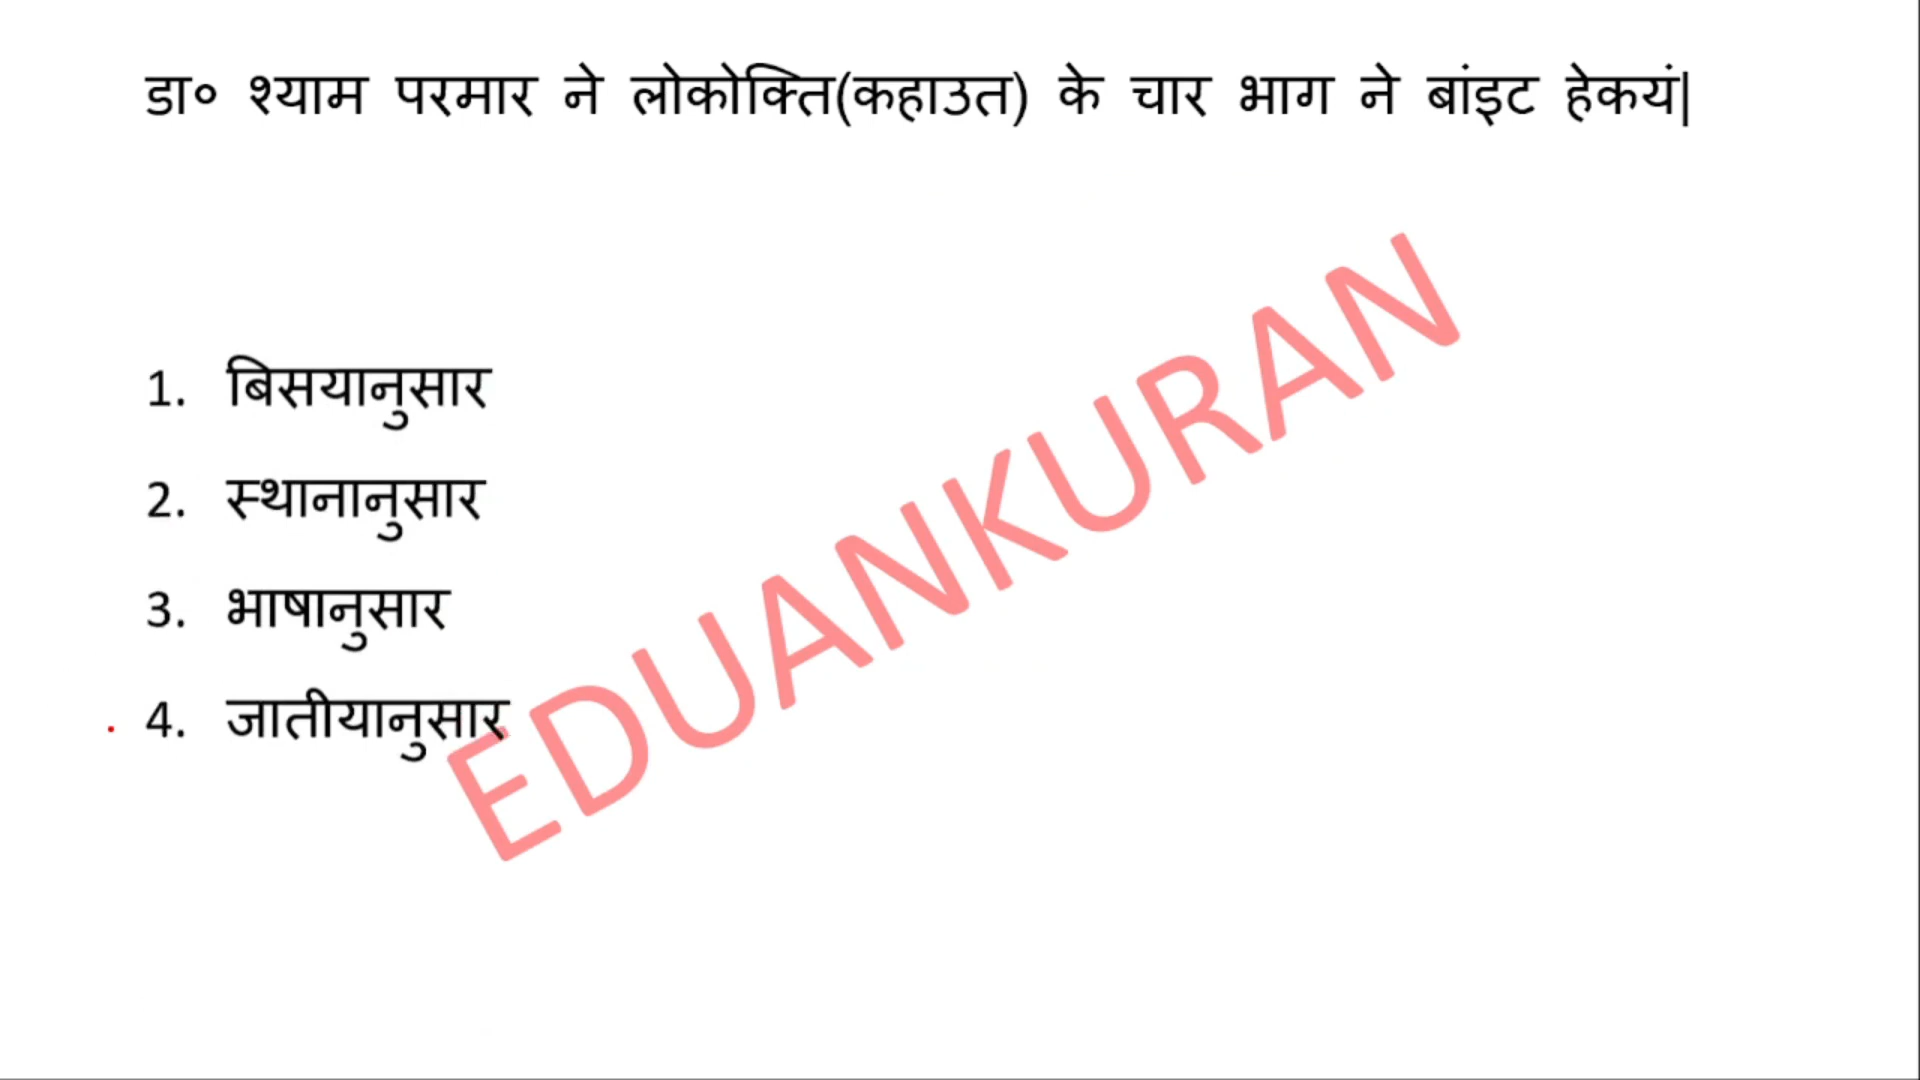 डा० श्याम परमार ने लोकोक्ति(कहाउत) के चार भाग ने बांइट हेकयं|
1. बिसयानुसार
2. स्थानानुसार
3. भाषानुसार
4. जातीयानुसार
EDUANKURAN